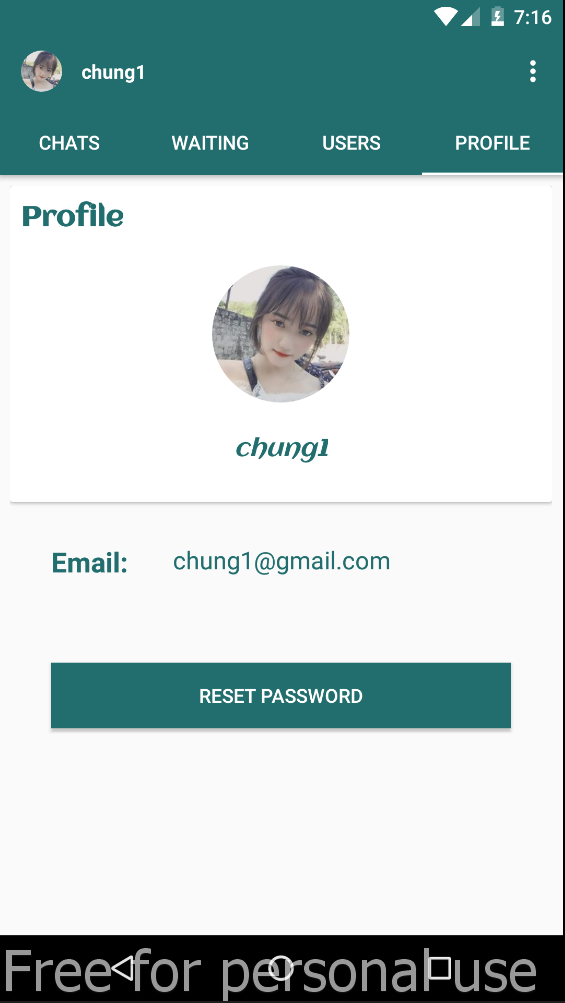 7:16
chung1
CHATS WAITING USERS PROFILE
Profile
chung1
Email: chung1@gmail.com
RESET PASSWORD
Free for personal use